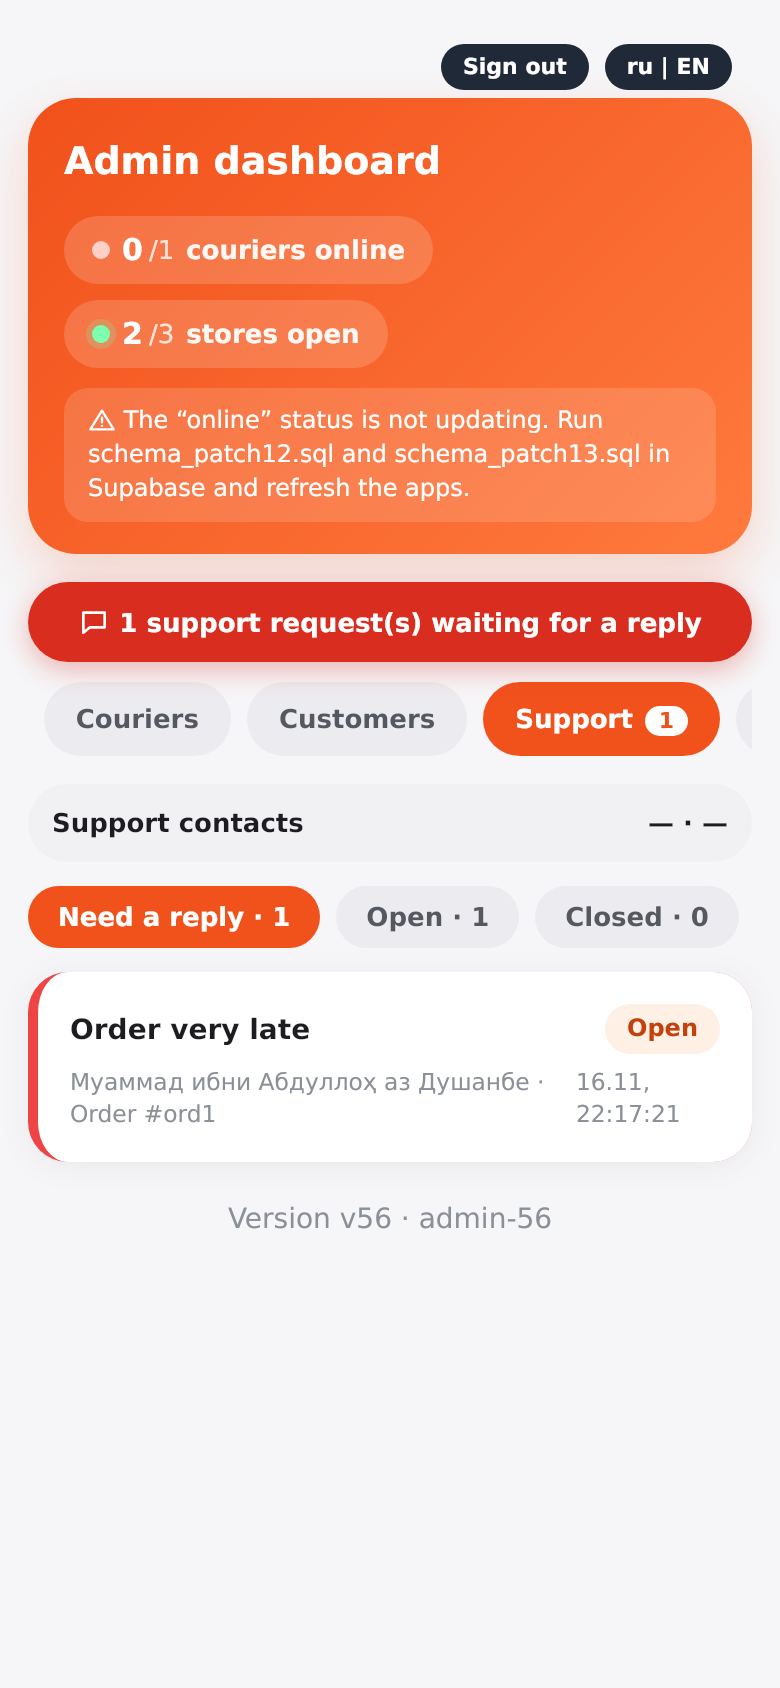 Sign out
ru | EN
Admin dashboard
0 /1 couriers online
2 /3 stores open
⚠ The “online” status is not updating. Run
schema_patch12.sql and schema_patch13.sql in
Supabase and refresh the apps.
1 support request(s) waiting for a reply
Couriers
Customers
Support 1
Support contacts
— · —
Need a reply · 1
Open · 1
Closed · 0
Order very late
Open
Муаммад ибни Абдуллоҳ аз Душанбе ·
Order #ord1
16.11,
22:17:21
Version v56 · admin-56